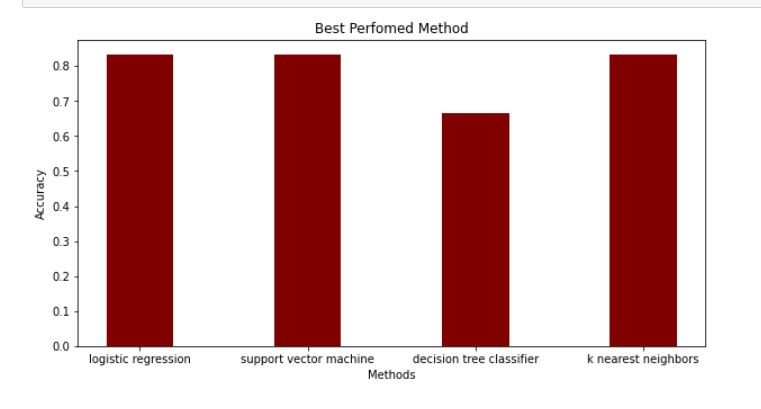 Best Perfomed Method
Accuracy
0.8
0.7
0.6
0.5
0.4
0.3
0.2
0.1
0.0
logistic regression
support vector machine
decision tree classifier
k nearest neighbors
Methods